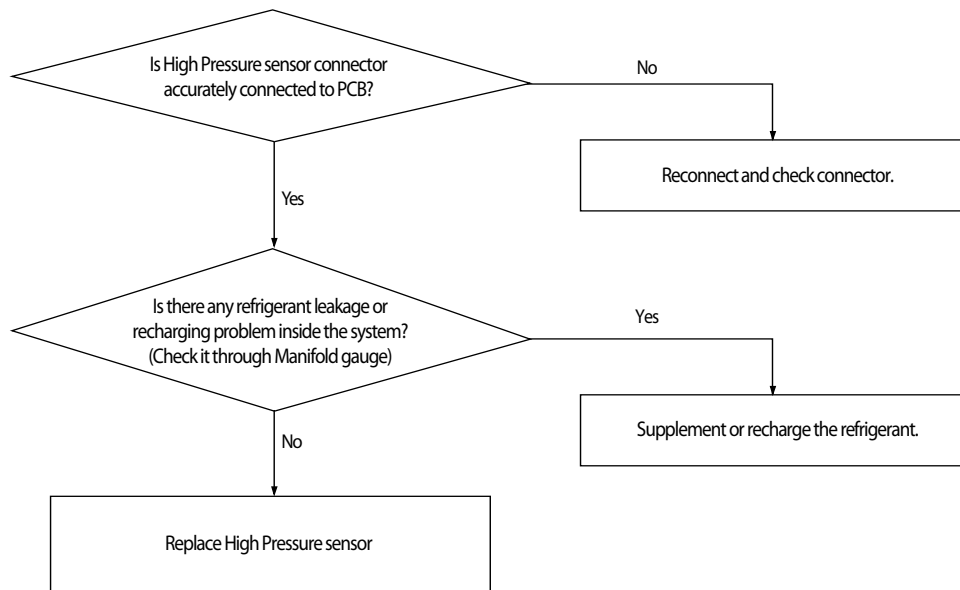 Is High Pressure sensor connector
accurately connected to PCB?
No
Reconnect and check connector.
Yes
Is there any refrigerant leakage or
recharging problem inside the system?
(Check it through Manifold gauge)
Yes
Supplement or recharge the refrigerant.
No
Replace High Pressure sensor